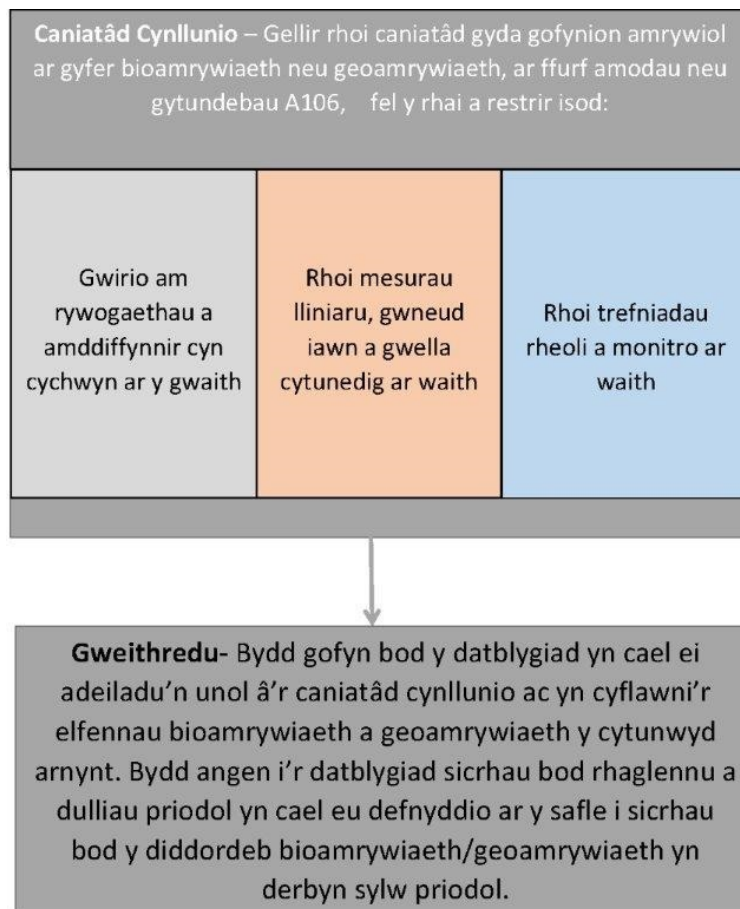 Caniatâd Cynllunio – Gellir rhoi caniatâd gyda gofynion amrywiol
ar gyfer bioamrywiaeth neu geoamrywiaeth, ar ffurf amodau neu
gytundebau A106, fel y rhai a restrir isod:
Gwirio am
rywogaethau a
amddiffynnir cyn
cychwyn ar y gwaith
Rhoi mesurau
lliniaru, gwneud
iawn a gwella
cytunedig ar waith
Rhoi trefniadau
rheoli a monitro ar
waith
Gweithredu- Bydd gofyn bod y datblygiad yn cael ei
adeiladu’n unol â’r caniatâd cynllunio ac yn cyflawni’r
elfennau bioamrywiaeth a geoamrywiaeth y cytunwyd
arnynt. Bydd angen i’r datblygiad sicrhau bod rhaglennu a
dulliau priodol yn cael eu defnyddio ar y safle i sicrhau
bod y diddordeb bioamrywiaeth/geoamrywiaeth yn
derbyn sylw priodol.